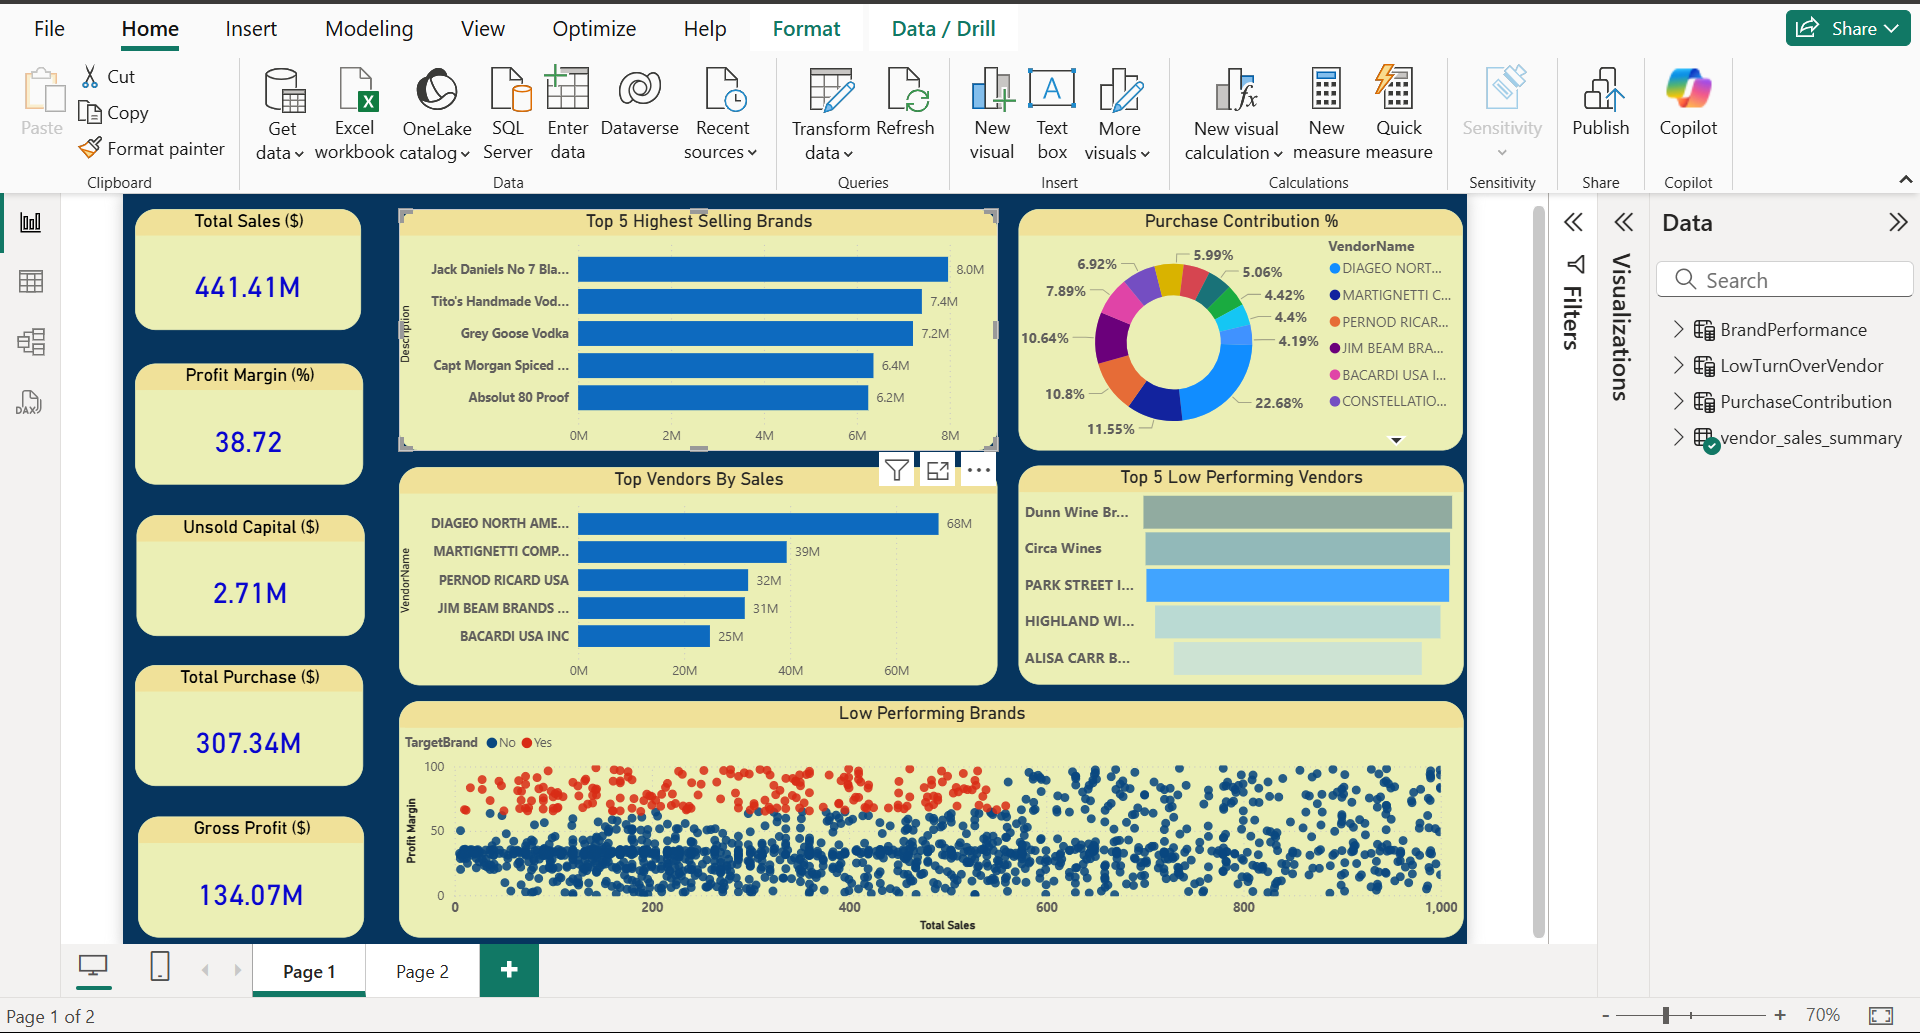 File Home Insert Modeling View Optimize Help Format Data / Drill Share
Paste
Cut
Copy
Format painter
Clipboard
Get data
Excel workbook
OneLake catalog
SQL Server
Enter data
Dataverse
Recent sources
Data
Transform data
Refresh
Queries
New visual
A
Text box
More visuals
Insert
fx
New visual calculation
New measure
Quick measure
Calculations
Sensitivity
Sensitivity
Publish
Share
Copilot
Copilot
DAX
Total Sales ($)
441.41M
Profit Margin (%)
38.72
Unsold Capital ($)
2.71M
Total Purchase ($)
307.34M
Gross Profit ($)
134.07M
Top 5 Highest Selling Brands
Description
Jack Daniels No 7 Bla... 8.0M
Tito's Handmade Vod... 7.4M
Grey Goose Vodka 7.2M
Capt Morgan Spiced ... 6.4M
Absolut 80 Proof 6.2M
0M 2M 4M 6M 8M
Top Vendors By Sales
VendorName
DIAGEO NORTH AME... 68M
MARTIGNETTI COMP... 39M
PERNOD RICARD USA 32M
JIM BEAM BRANDS ... 31M
BACARDI USA INC 25M
0M 20M 40M 60M
Purchase Contribution %
5.99%
5.06%
4.42%
4.4%
4.19%
22.68%
11.55%
10.8%
10.64%
7.89%
6.92%
VendorName
DIAGEO NORT...
MARTIGNETTI C...
PERNOD RICAR...
JIM BEAM BRA...
BACARDI USA I...
CONSTELLATIO...
Top 5 Low Performing Vendors
Dunn Wine Br...
Circa Wines
PARK STREET I...
HIGHLAND WI...
ALISA CARR B...
Low Performing Brands
TargetBrand No Yes
Profit Margin
100
50
0
0 200 400 600 800 1,000
Total Sales
Filters
Visualizations
Data
Search
BrandPerformance
LowTurnOverVendor
PurchaseContribution
vendor_sales_summary
Page 1 Page 2 +
Page 1 of 2
- + 70%